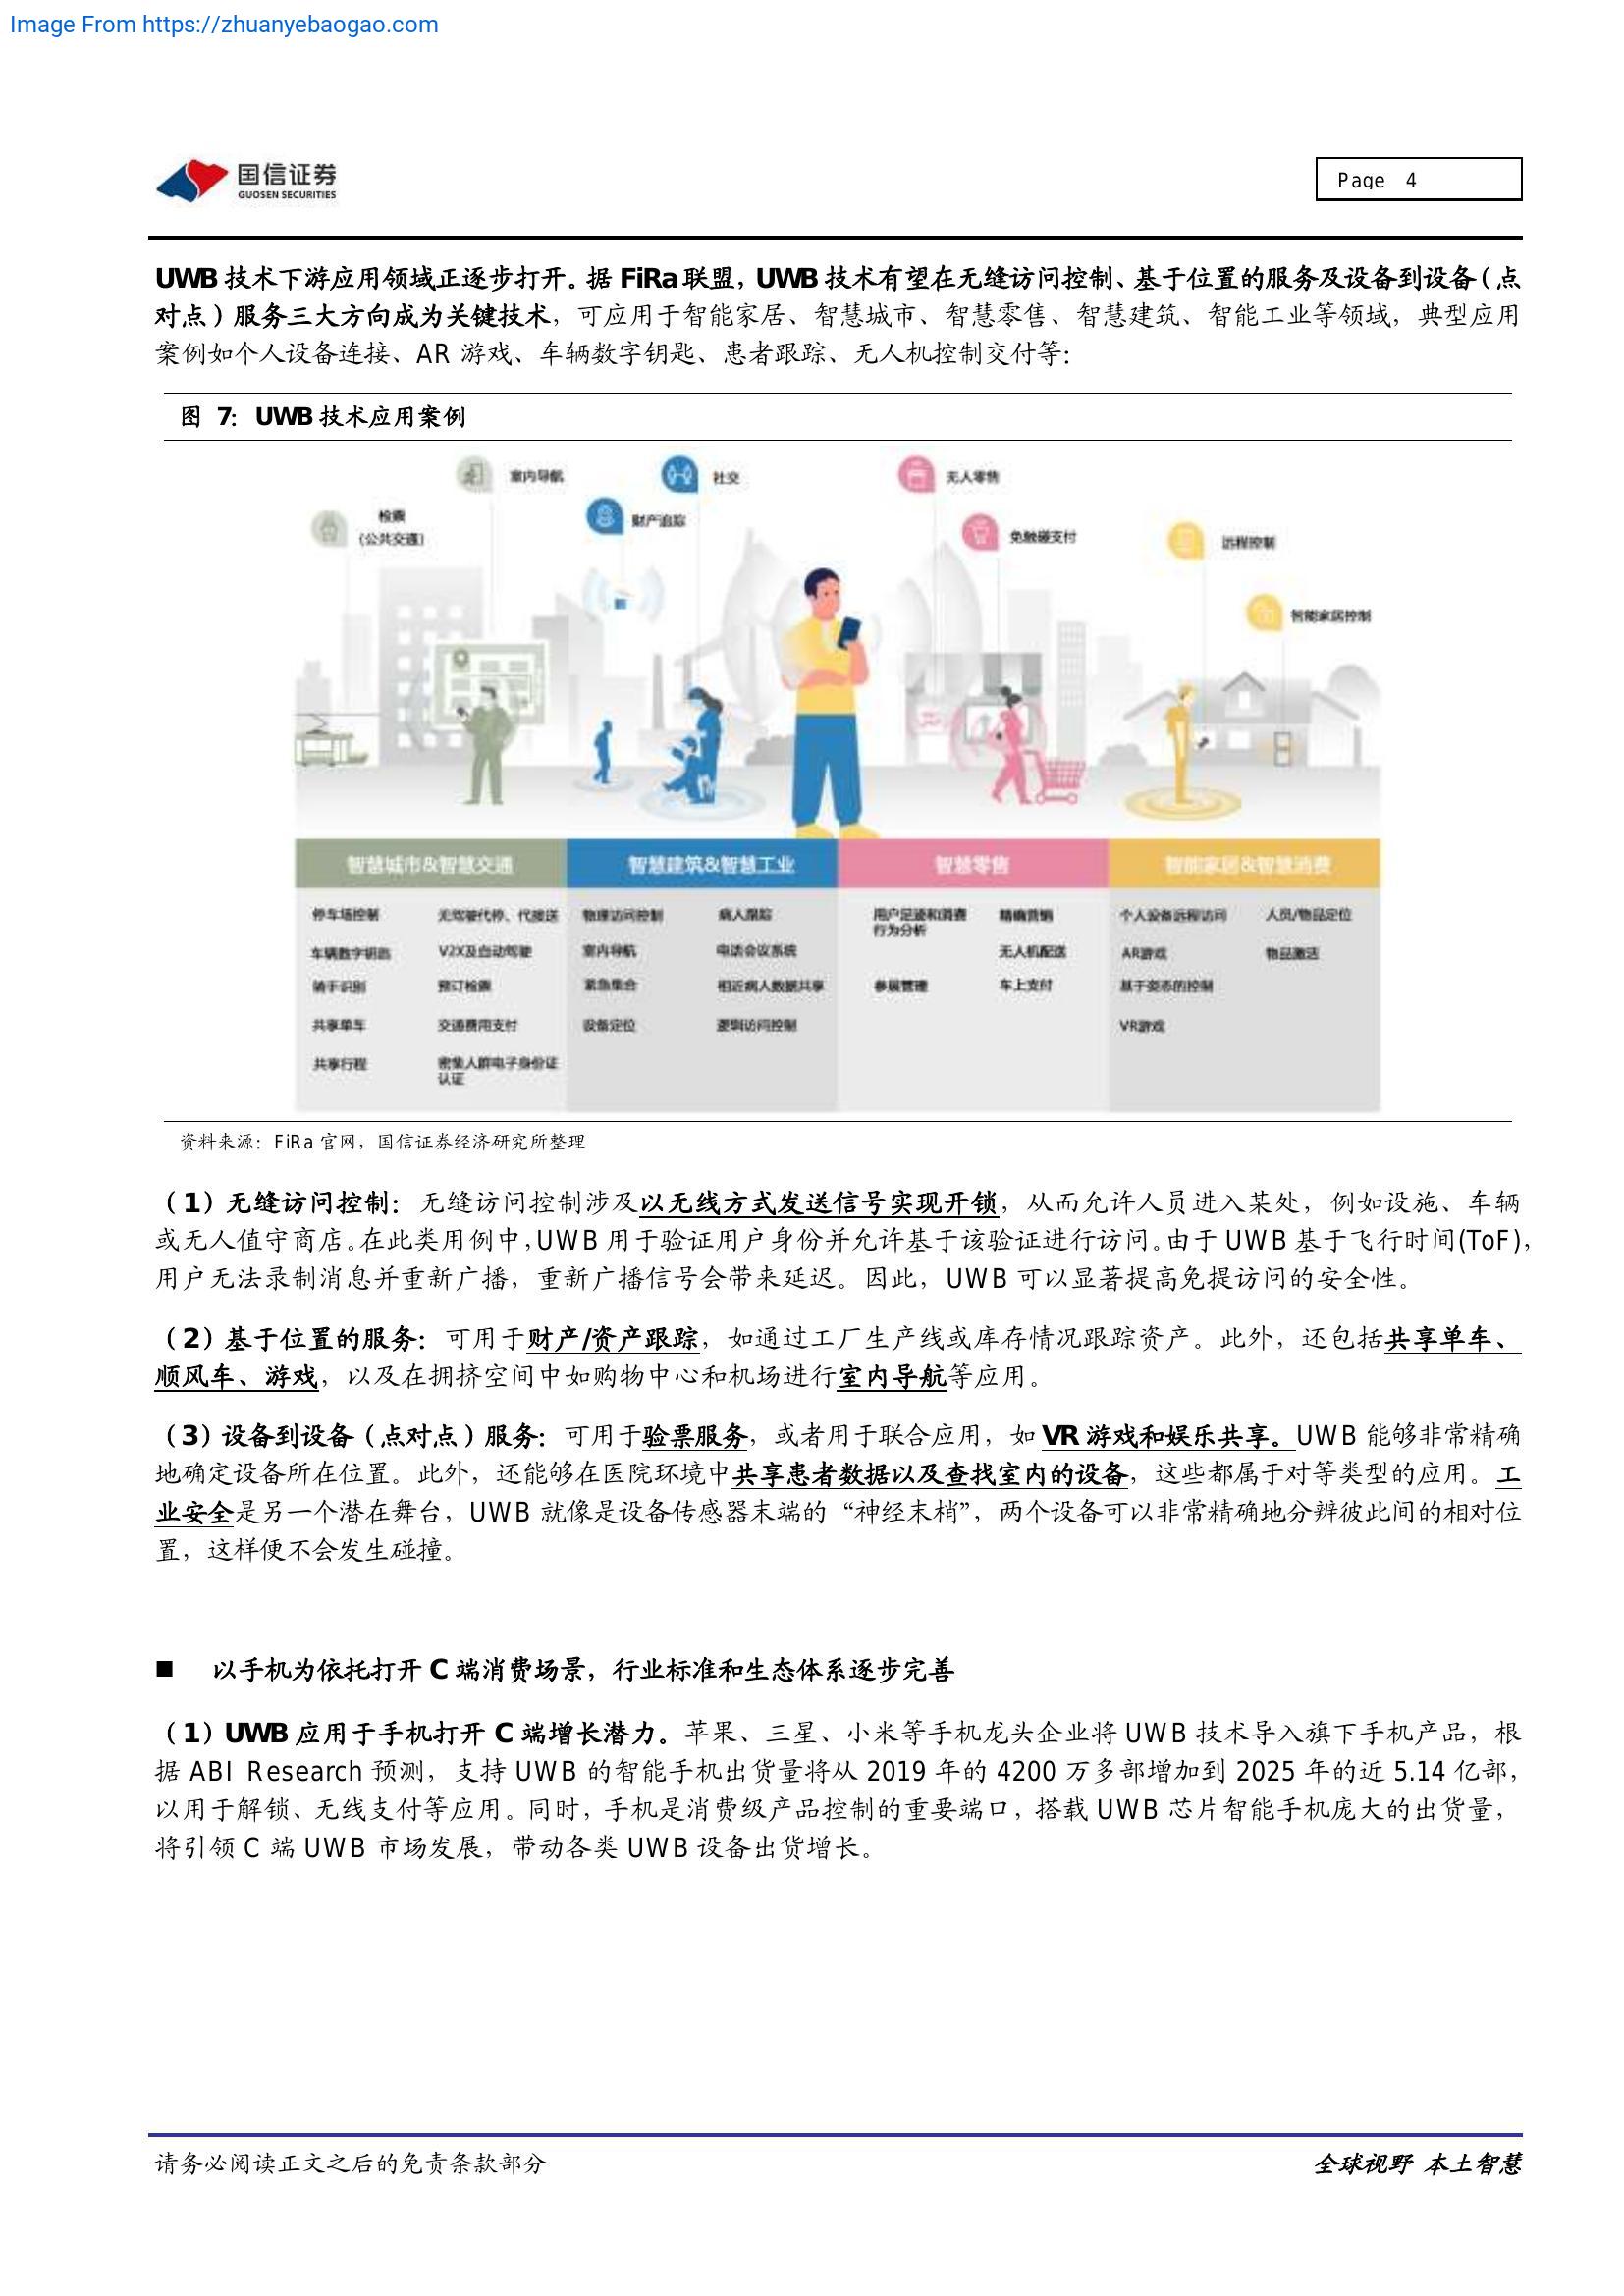 Image From https://zhuanyebaogao.com
国信证券
GUOSEN SECURITIES
Page 4
UWB技术下游应用领域正逐步打开。据 FiRa联盟，UWB技术有望在无缝访问控制、基于位置的服务及设备到设备（点
对点）服务三大方向成为关键技术，可应用于智能家居、智慧城市、智慧零售、智慧建筑、智能工业等领域，典型应用
案例如个人设备连接、AR 游戏、车辆数字钥匙、患者跟踪、无人机控制交付等：
图 7：UWB技术应用案例
室内导航
社交
无人零售
检票
（公共交通）
财产追踪
免触碰支付
远程控制
智能家居控制
智慧城市&智慧交通
智慧建筑&智慧工业
智慧零售
智能家居&智慧消费
停车场控制
无驾驶代停、代接送
物理访问控制
病人跟踪
用户足迹和消费
行为分析
精确营销
个人设备远程访问
人员/物品定位
车辆数字钥匙
V2X及自动驾驶
室内导航
电话会议系统
无人机配送
AR游戏
物品激活
骑手识别
预订检票
紧急集合
相近病人数据共享
参展管理
车上支付
基于姿态的控制
共享单车
交通费用支付
设备定位
逻辑访问控制
VR游戏
共享行程
密集人群电子身份证
认证
资料来源：FiRa 官网，国信证券经济研究所整理
（1）无缝访问控制：无缝访问控制涉及以无线方式发送信号实现开锁，从而允许人员进入某处，例如设施、车辆
或无人值守商店。在此类用例中，UWB 用于验证用户身份并允许基于该验证进行访问。由于 UWB 基于飞行时间(ToF)，
用户无法录制消息并重新广播，重新广播信号会带来延迟。因此，UWB 可以显著提高免提访问的安全性。
（2）基于位置的服务：可用于财产/资产跟踪，如通过工厂生产线或库存情况跟踪资产。此外，还包括共享单车、
顺风车、游戏，以及在拥挤空间中如购物中心和机场进行室内导航等应用。
（3）设备到设备（点对点）服务：可用于验票服务，或者用于联合应用，如 VR 游戏和娱乐共享。UWB 能够非常精确
地确定设备所在位置。此外，还能够在医院环境中共享患者数据以及查找室内的设备，这些都属于对等类型的应用。工
业安全是另一个潜在舞台，UWB 就像是设备传感器末端的“神经末梢”，两个设备可以非常精确地分辨彼此间的相对位
置，这样便不会发生碰撞。
■ 以手机为依托打开 C 端消费场景，行业标准和生态体系逐步完善
（1）UWB 应用于手机打开 C 端增长潜力。苹果、三星、小米等手机龙头企业将 UWB 技术导入旗下手机产品，根
据 ABI Research 预测，支持 UWB 的智能手机出货量将从 2019 年的 4200 万多部增加到 2025 年的近 5.14 亿部，
以用于解锁、无线支付等应用。同时，手机是消费级产品控制的重要端口，搭载 UWB 芯片智能手机庞大的出货量，
将引领 C 端 UWB 市场发展，带动各类 UWB 设备出货增长。
请务必阅读正文之后的免责条款部分
全球视野 本土智慧